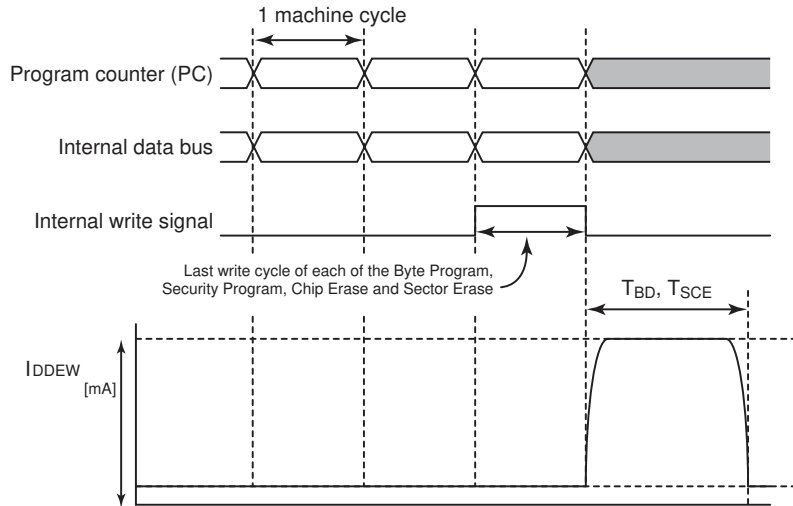 1 machine cycle
Program counter (PC)
Internal data bus
Internal write signal
Last write cycle of each of the Byte Program,
Security Program, Chip Erase and Sector Erase
TBD, TSCE
IDDEW
[mA]